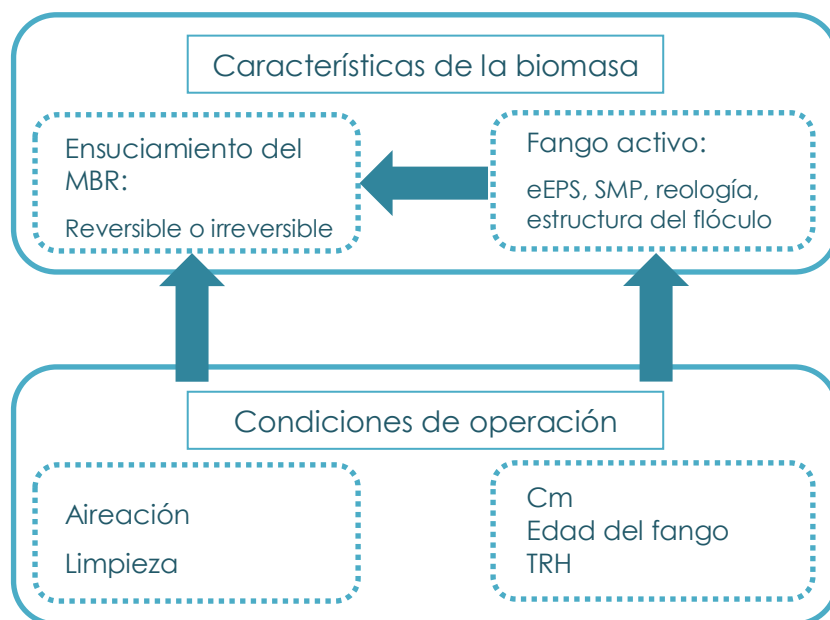 Características de la biomasa
Ensuciamiento del
MBR:
Reversible o irreversible
Fango activo:
eEPS, SMP, reología,
estructura del flóculo
Condiciones de operación
Aireación
Limpieza
Cm
Edad del fango
TRH